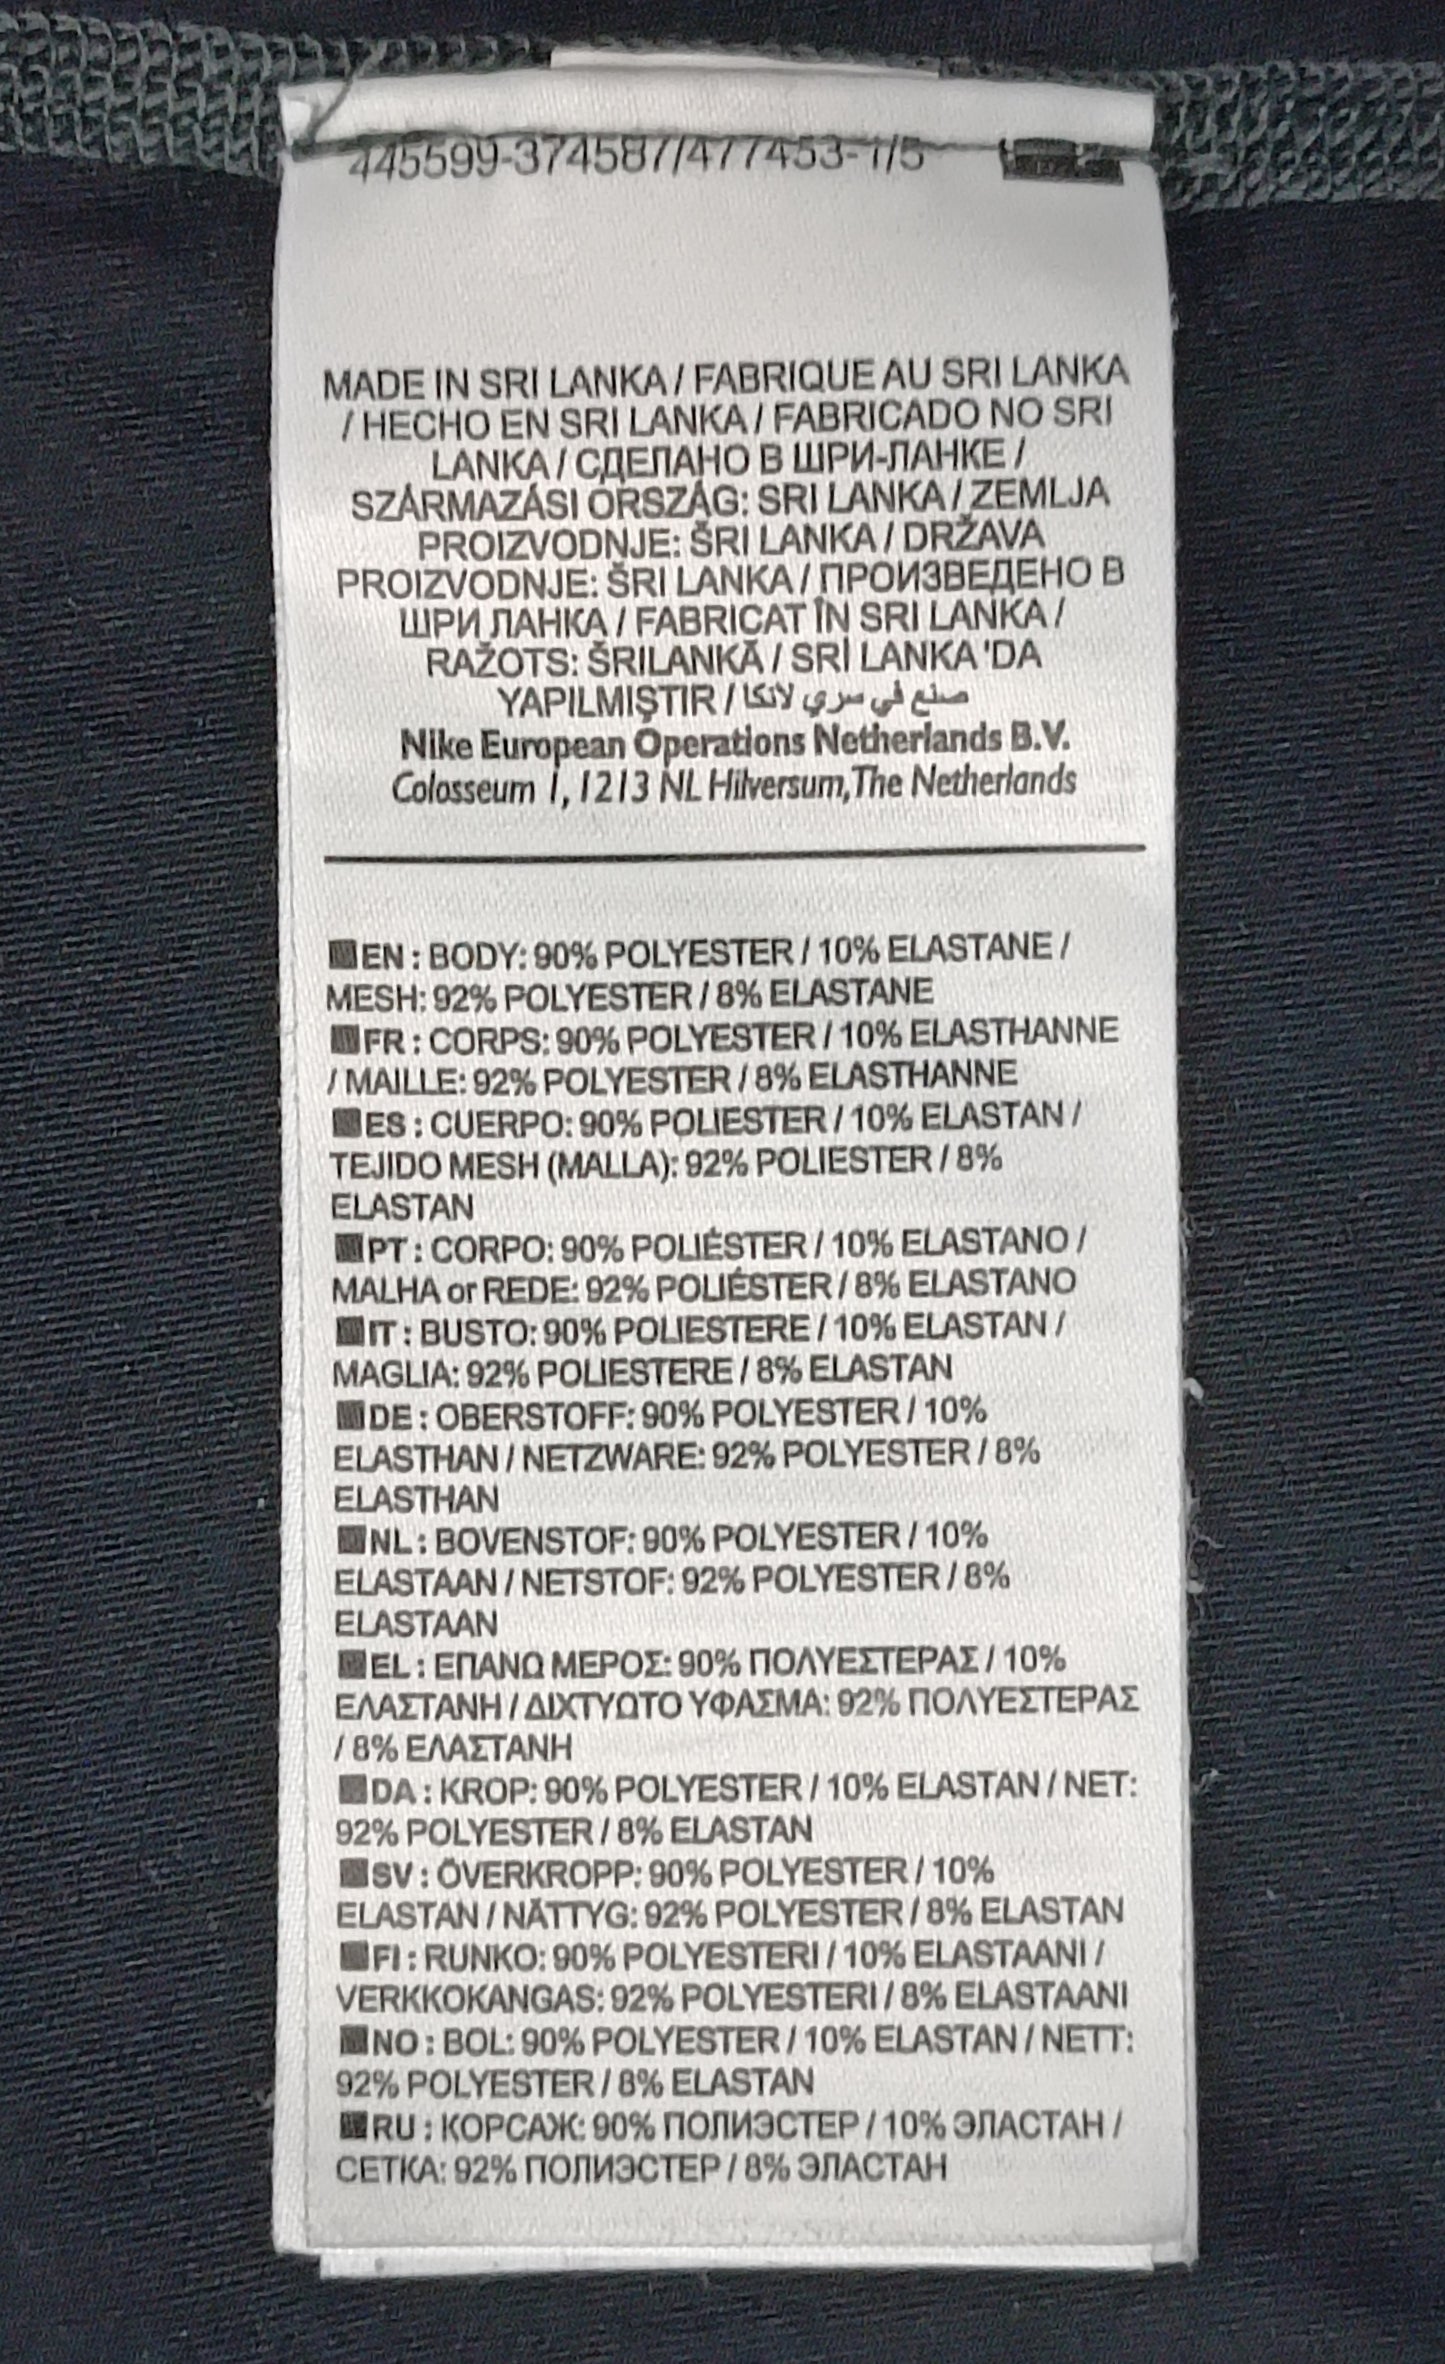 445599-374587/477453-1/5
MADE IN SRI LANKA / FABRIQUE AU SRI LANKA
/ HECHO EN SRI LANKA / FABRICADO NO SRI
LANKA / СДЕЛАНО В ШРИ-ЛАНКЕ /
SZÁRMAZÁSI ORSZÁG: SRI LANKA / ZEMLJA
PROIZVODNJE: ŠRI LANKA / DRŽAVA
PROIZVODNJE: ŠRI LANKA / ПРОИЗВЕДЕНО В
ШРИ ЛАНКА / FABRICAT ÎN SRI LANKA /
RAŽOTS: ŠRILANKĀ / SRİ LANKA 'DA
YAPILMIŞTIR / صنع في سري لانكا
Nike European Operations Netherlands B.V.
Colosseum 1, 1213 NL Hilversum, The Netherlands
EN : BODY: 90% POLYESTER / 10% ELASTANE /
MESH: 92% POLYESTER / 8% ELASTANE
FR : CORPS: 90% POLYESTER / 10% ELASTHANNE
/ MAILLE: 92% POLYESTER / 8% ELASTHANNE
ES : CUERPO: 90% POLIESTER / 10% ELASTAN /
TEJIDO MESH (MALLA): 92% POLIESTER / 8%
ELASTAN
PT : CORPO: 90% POLIÉSTER / 10% ELASTANO /
MALHA or REDE: 92% POLIÉSTER / 8% ELASTANO
IT : BUSTO: 90% POLIESTERE / 10% ELASTAN /
MAGLIA: 92% POLIESTERE / 8% ELASTAN
DE : OBERSTOFF: 90% POLYESTER / 10%
ELASTHAN / NETZWARE: 92% POLYESTER / 8%
ELASTHAN
NL : BOVENSTOF: 90% POLYESTER / 10%
ELASTAAN / NETSTOF: 92% POLYESTER / 8%
ELASTAAN
EL : ΕΠΑΝΩ ΜΕΡΟΣ: 90% ΠΟΛΥΕΣΤΕΡΑΣ / 10%
ΕΛΑΣΤΑΝΗ / ΔΙΧΤΥΩΤΟ ΥΦΑΣΜΑ: 92% ΠΟΛΥΕΣΤΕΡΑΣ
/ 8% ΕΛΑΣΤΑΝΗ
DA : KROP: 90% POLYESTER / 10% ELASTAN / NET:
92% POLYESTER / 8% ELASTAN
SV : ÖVERKROPP: 90% POLYESTER / 10%
ELASTAN / NÄTTYG: 92% POLYESTER / 8% ELASTAN
FI : RUNKO: 90% POLYESTERI / 10% ELASTAANI /
VERKKOKANGAS: 92% POLYESTERI / 8% ELASTAANI
NO : BOL: 90% POLYESTER / 10% ELASTAN / NETT:
92% POLYESTER / 8% ELASTAN
RU : КОРСАЖ: 90% ПОЛИЭСТЕР / 10% ЭЛАСТАН /
СЕТКА: 92% ПОЛИЭСТЕР / 8% ЭЛАСТАН